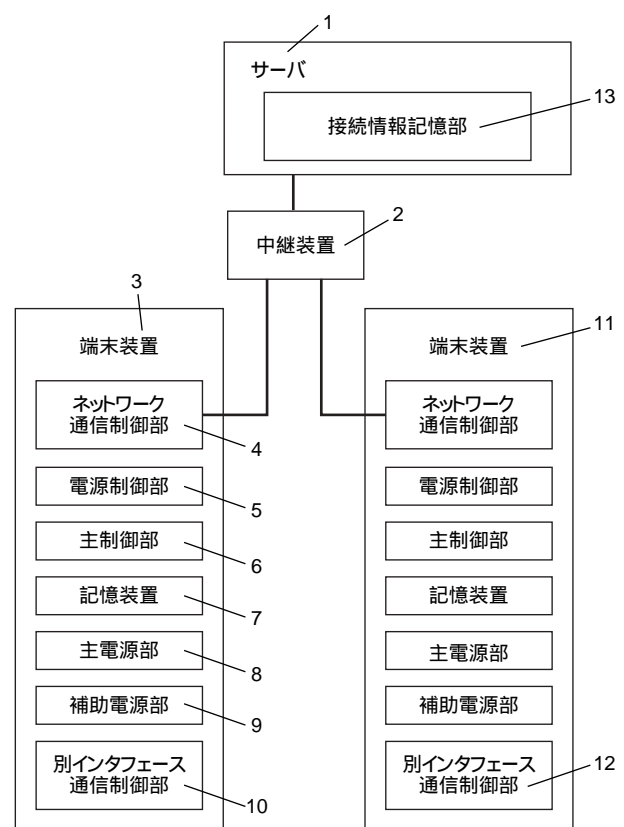 1
サーバ
接続情報記憶部
13
中継装置
2
3
端末装置
ネットワーク
通信制御部
4
電源制御部
5
主制御部
6
記憶装置
7
主電源部
8
補助電源部
9
別インタフェース
通信制御部
10
11
端末装置
ネットワーク
通信制御部
電源制御部
主制御部
記憶装置
主電源部
補助電源部
別インタフェース
通信制御部
12